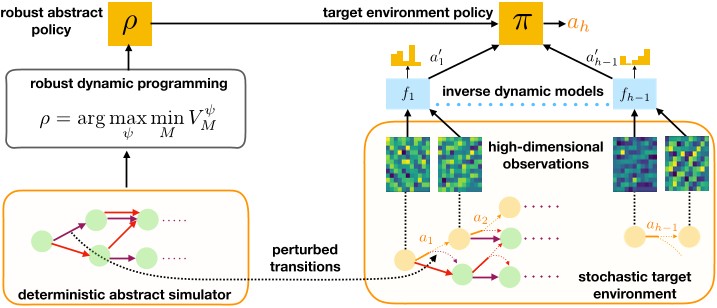 robust abstract
policy
ρ
target environment policy
π
a_h
a'_1
a'_{h-1}
robust dynamic programming
ρ = arg max_ψ min_M V_M^ψ
f_1
inverse dynamic models
f_{h-1}
high-dimensional
observations
a_1
a_2
a_{h-1}
perturbed
transitions
deterministic abstract simulator
stochastic target
environment